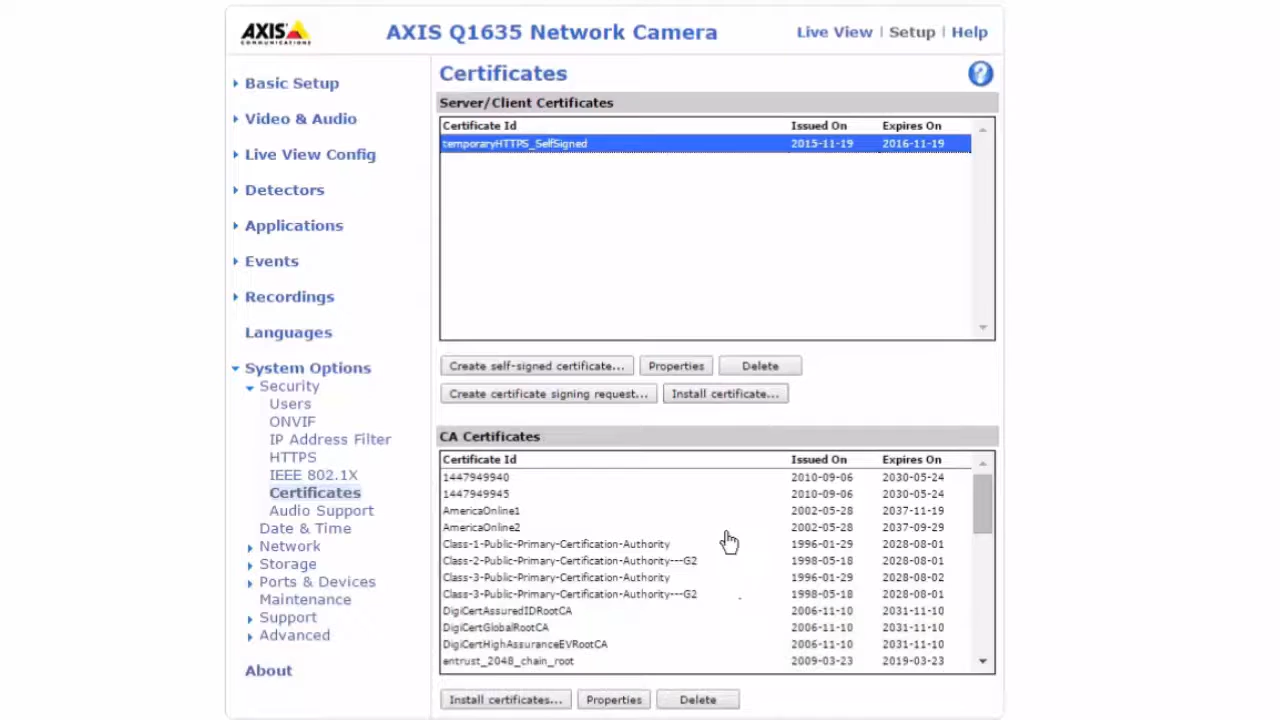 AXIS
COMMUNICATIONS
AXIS Q1635 Network Camera
Live View | Setup | Help
Basic Setup
Video & Audio
Live View Config
Detectors
Applications
Events
Recordings
Languages
System Options
Security
Users
ONVIF
IP Address Filter
HTTPS
IEEE 802.1X
Certificates
Audio Support
Date & Time
Network
Storage
Ports & Devices
Maintenance
Support
Advanced
About
Certificates
?
Server/Client Certificates
Certificate Id Issued On Expires On
temporaryHTTPS_SelfSigned 2015-11-19 2016-11-19
Create self-signed certificate... Properties Delete
Create certificate signing request... Install certificate...
CA Certificates
Certificate Id Issued On Expires On
1447949940 2010-09-06 2030-05-24
1447949945 2010-09-06 2030-05-24
AmericaOnline1 2002-05-28 2037-11-19
AmericaOnline2 2002-05-28 2037-09-29
Class-1-Public-Primary-Certification-Authority 1996-01-29 2028-08-01
Class-2-Public-Primary-Certification-Authority---G2 1998-05-18 2028-08-01
Class-3-Public-Primary-Certification-Authority 1996-01-29 2028-08-02
Class-3-Public-Primary-Certification-Authority---G2 1998-05-18 2028-08-01
DigiCertAssuredIDRootCA 2006-11-10 2031-11-10
DigiCertGlobalRootCA 2006-11-10 2031-11-10
DigiCertHighAssuranceEVRootCA 2006-11-10 2031-11-10
entrust_2048_chain_root 2009-03-23 2019-03-23
Install certificates... Properties Delete